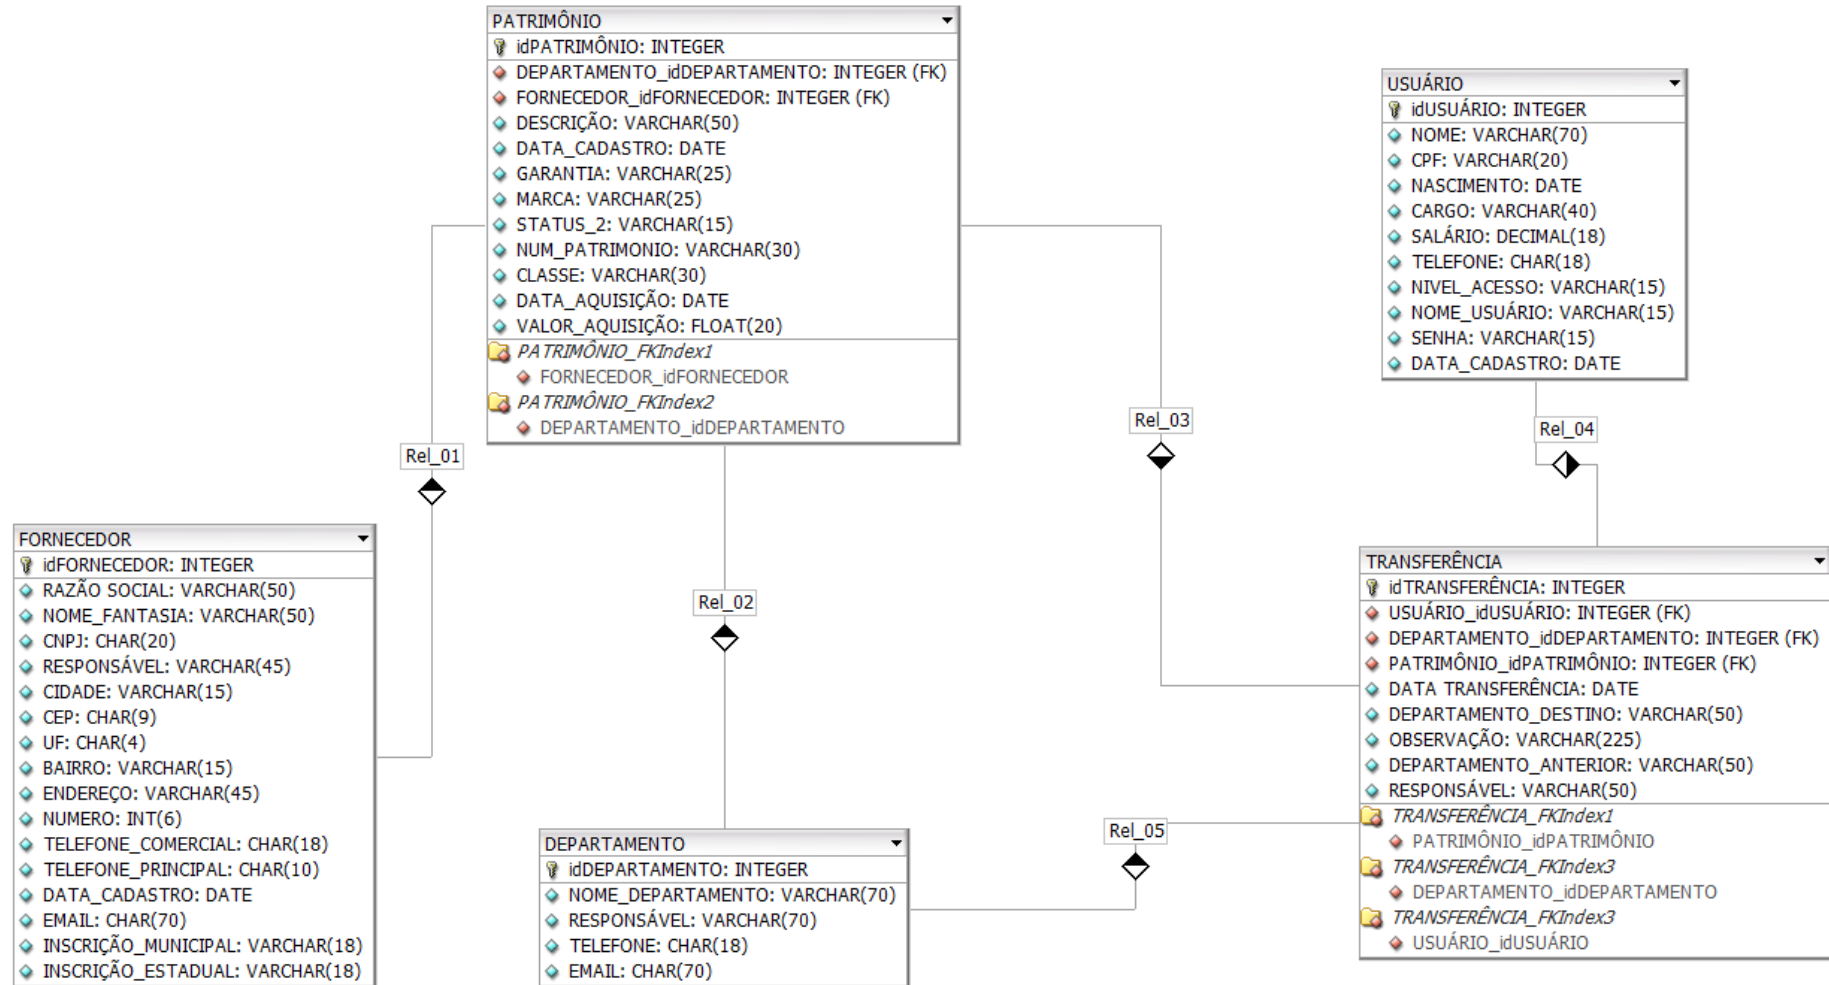 PATRIMÔNIO
idPATRIMÔNIO: INTEGER
DEPARTAMENTO_idDEPARTAMENTO: INTEGER (FK)
FORNECEDOR_idFORNECEDOR: INTEGER (FK)
DESCRIÇÃO: VARCHAR(50)
DATA_CADASTRO: DATE
GARANTIA: VARCHAR(25)
MARCA: VARCHAR(25)
STATUS_2: VARCHAR(15)
NUM_PATRIMONIO: VARCHAR(30)
CLASSE: VARCHAR(30)
DATA_AQUISIÇÃO: DATE
VALOR_AQUISIÇÃO: FLOAT(20)
PATRIMÔNIO_FKIndex1
FORNECEDOR_idFORNECEDOR
PATRIMÔNIO_FKIndex2
DEPARTAMENTO_idDEPARTAMENTO
USUÁRIO
idUSUÁRIO: INTEGER
NOME: VARCHAR(70)
CPF: VARCHAR(20)
NASCIMENTO: DATE
CARGO: VARCHAR(40)
SALÁRIO: DECIMAL(18)
TELEFONE: CHAR(18)
NIVEL_ACESSO: VARCHAR(15)
NOME_USUÁRIO: VARCHAR(15)
SENHA: VARCHAR(15)
DATA_CADASTRO: DATE
Rel_01
Rel_02
Rel_03
Rel_04
Rel_05
FORNECEDOR
idFORNECEDOR: INTEGER
RAZÃO SOCIAL: VARCHAR(50)
NOME_FANTASIA: VARCHAR(50)
CNPJ: CHAR(20)
RESPONSÁVEL: VARCHAR(45)
CIDADE: VARCHAR(15)
CEP: CHAR(9)
UF: CHAR(4)
BAIRRO: VARCHAR(15)
ENDEREÇO: VARCHAR(45)
NUMERO: INT(6)
TELEFONE_COMERCIAL: CHAR(18)
TELEFONE_PRINCIPAL: CHAR(10)
DATA_CADASTRO: DATE
EMAIL: CHAR(70)
INSCRIÇÃO_MUNICIPAL: VARCHAR(18)
INSCRIÇÃO_ESTADUAL: VARCHAR(18)
DEPARTAMENTO
idDEPARTAMENTO: INTEGER
NOME_DEPARTAMENTO: VARCHAR(70)
RESPONSÁVEL: VARCHAR(70)
TELEFONE: CHAR(18)
EMAIL: CHAR(70)
TRANSFERÊNCIA
idTRANSFERÊNCIA: INTEGER
USUÁRIO_idUSUÁRIO: INTEGER (FK)
DEPARTAMENTO_idDEPARTAMENTO: INTEGER (FK)
PATRIMÔNIO_idPATRIMÔNIO: INTEGER (FK)
DATA TRANSFERÊNCIA: DATE
DEPARTAMENTO_DESTINO: VARCHAR(50)
OBSERVAÇÃO: VARCHAR(225)
DEPARTAMENTO_ANTERIOR: VARCHAR(50)
RESPONSÁVEL: VARCHAR(50)
TRANSFERÊNCIA_FKIndex1
PATRIMÔNIO_idPATRIMÔNIO
TRANSFERÊNCIA_FKIndex3
DEPARTAMENTO_idDEPARTAMENTO
TRANSFERÊNCIA_FKIndex3
USUÁRIO_idUSUÁRIO